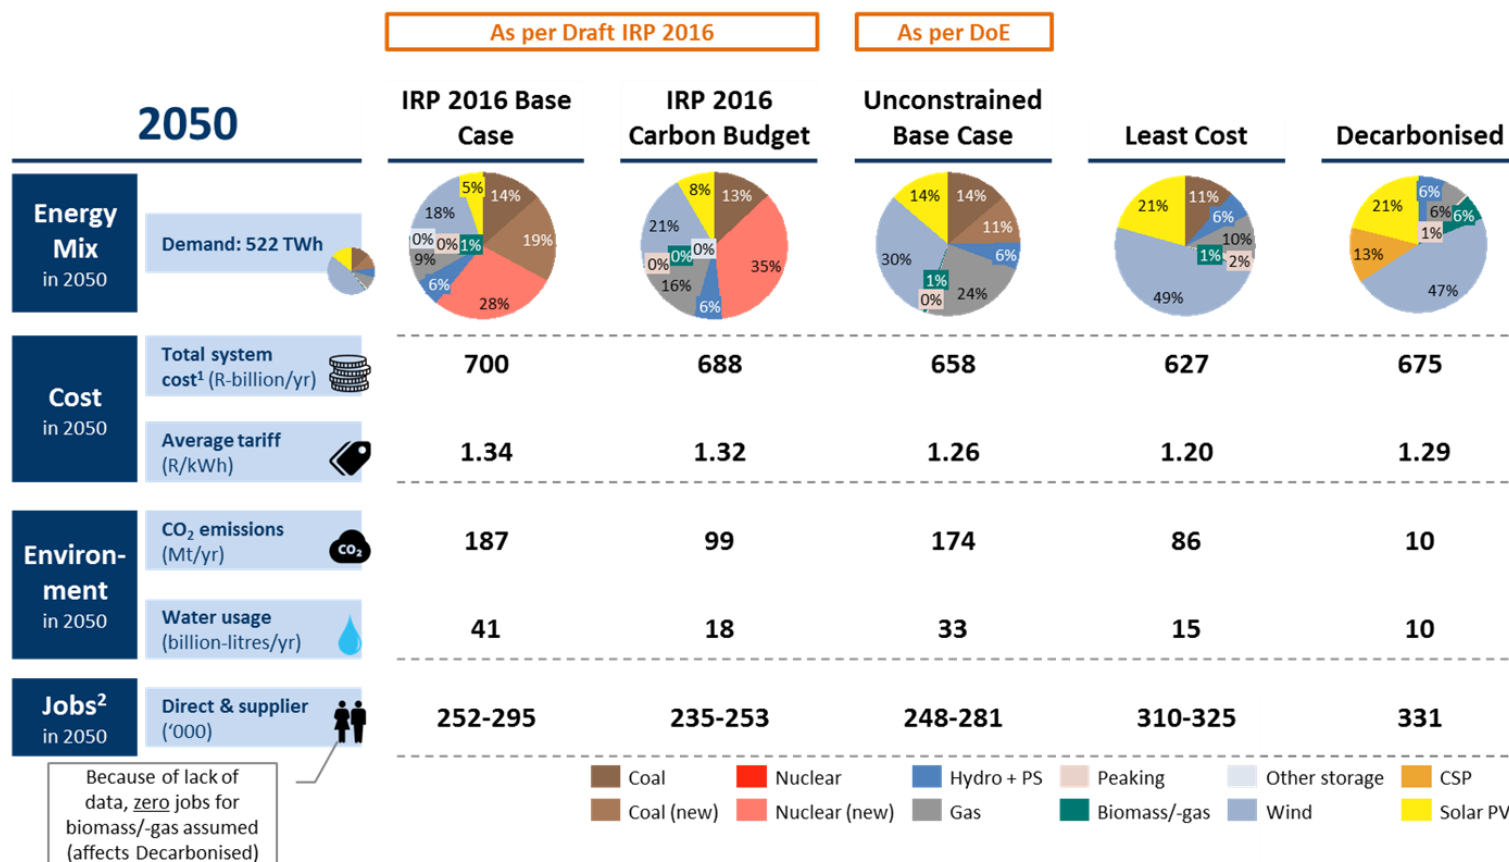 As per Draft IRP 2016
As per DoE
2050
IRP 2016 Base
Case
IRP 2016
Carbon Budget
Unconstrained
Base Case
Least Cost
Decarbonised
Energy
Mix
in 2050
Demand: 522 TWh
5%
14%
18%
19%
0%
0%
1%
9%
6%
28%
8%
13%
21%
0%
0%
0%
35%
16%
6%
14%
14%
11%
30%
6%
1%
0%
24%
21%
11%
6%
10%
1%
2%
49%
21%
6%
6%
6%
1%
13%
47%
Cost
in 2050
Total system
cost¹ (R-billion/yr)
700
688
658
627
675
Average tariff
(R/kWh)
1.34
1.32
1.26
1.20
1.29
Environ-
ment
in 2050
CO₂ emissions
(Mt/yr)
CO₂
187
99
174
86
10
Water usage
(billion-litres/yr)
41
18
33
15
10
Jobs²
in 2050
Direct & supplier
(‘000)
252-295
235-253
248-281
310-325
331
Because of lack of
data, zero jobs for
biomass/-gas assumed
(affects Decarbonised)
Coal
Nuclear
Hydro + PS
Peaking
Other storage
CSP
Coal (new)
Nuclear (new)
Gas
Biomass/-gas
Wind
Solar PV